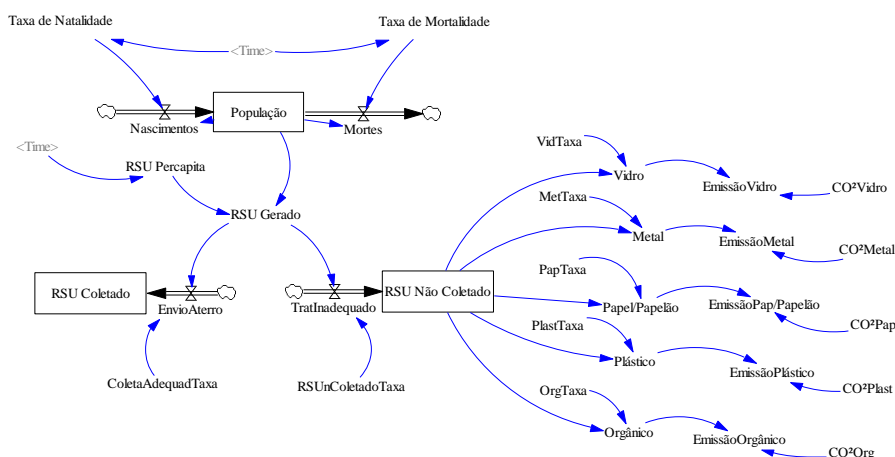 Taxa de Natalidade
Taxa de Mortalidade
<Time>
População
Nascimentos
Mortes
VidTaxa
<Time>
RSU Percapita
Vidro
EmissãoVidro
CO²Vidro
MetTaxa
RSU Gerado
Metal
EmissãoMetal
CO²Metal
PapTaxa
RSU Coletado
RSU Não Coletado
EnvioAterro
TratInadequado
Papel/Papelão
EmissãoPap/Papelão
CO²Pap
PlastTaxa
Plástico
EmissãoPlástico
ColetaAdequadTaxa
RSUnColetadoTaxa
CO²Plast
OrgTaxa
Orgânico
EmissãoOrgânico
CO²Org